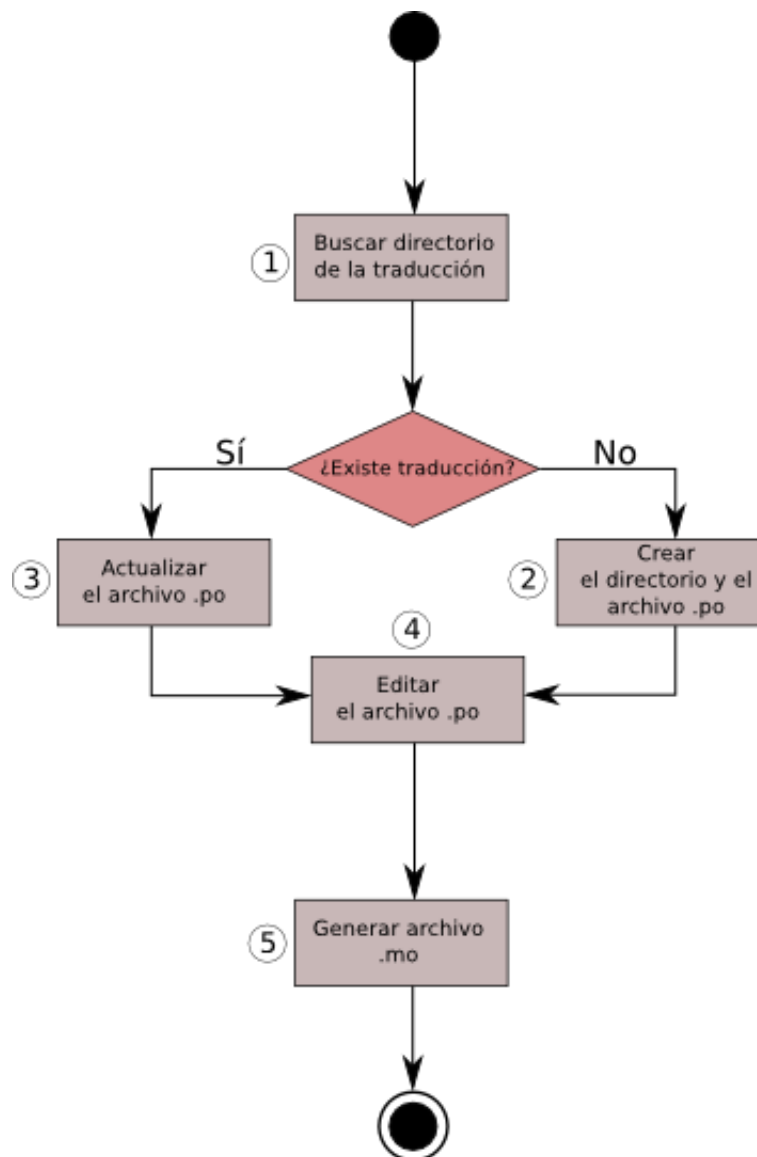 Buscar directorio
1
de la traducción
Sí
¿Existe traducción?
No
3
Actualizar
el archivo .po
2
Crear
el directorio y el
archivo .po
4
Editar
el archivo .po
5
Generar archivo
.mo